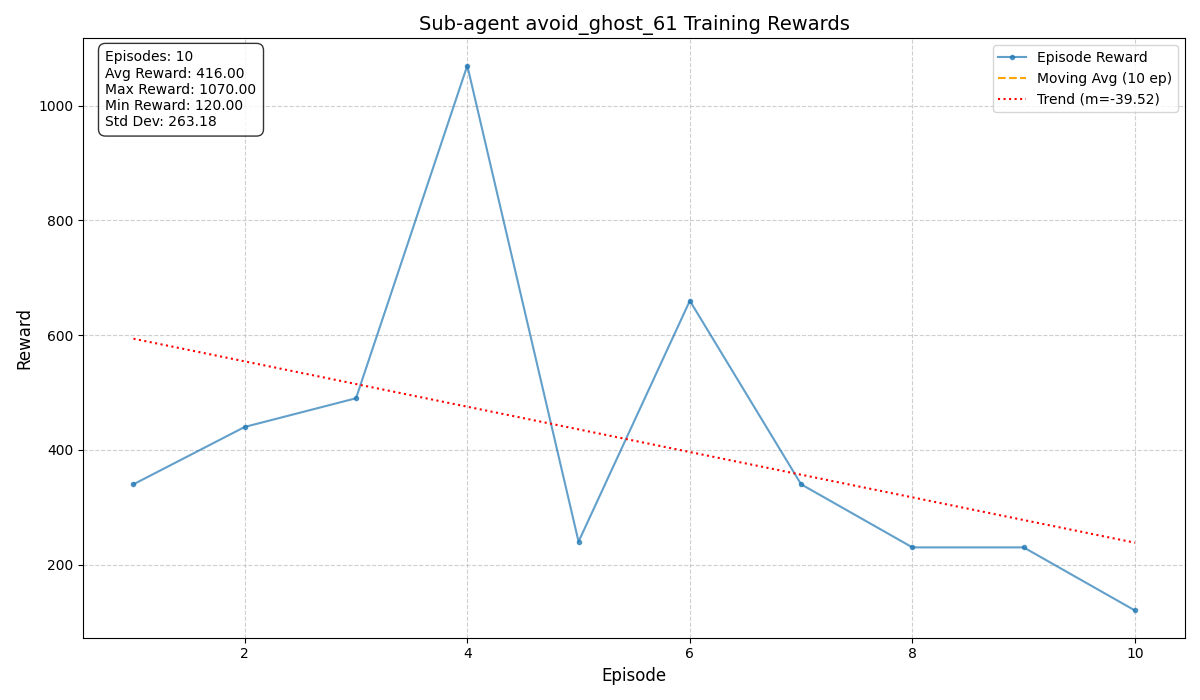 Sub-agent avoid_ghost_61 Training Rewards
Episodes: 10
Avg Reward: 416.00
Max Reward: 1070.00
Min Reward: 120.00
Std Dev: 263.18
Episode Reward
Moving Avg (10 ep)
Trend (m=-39.52)
Reward
1000
800
600
400
200
2
4
6
8
10
Episode